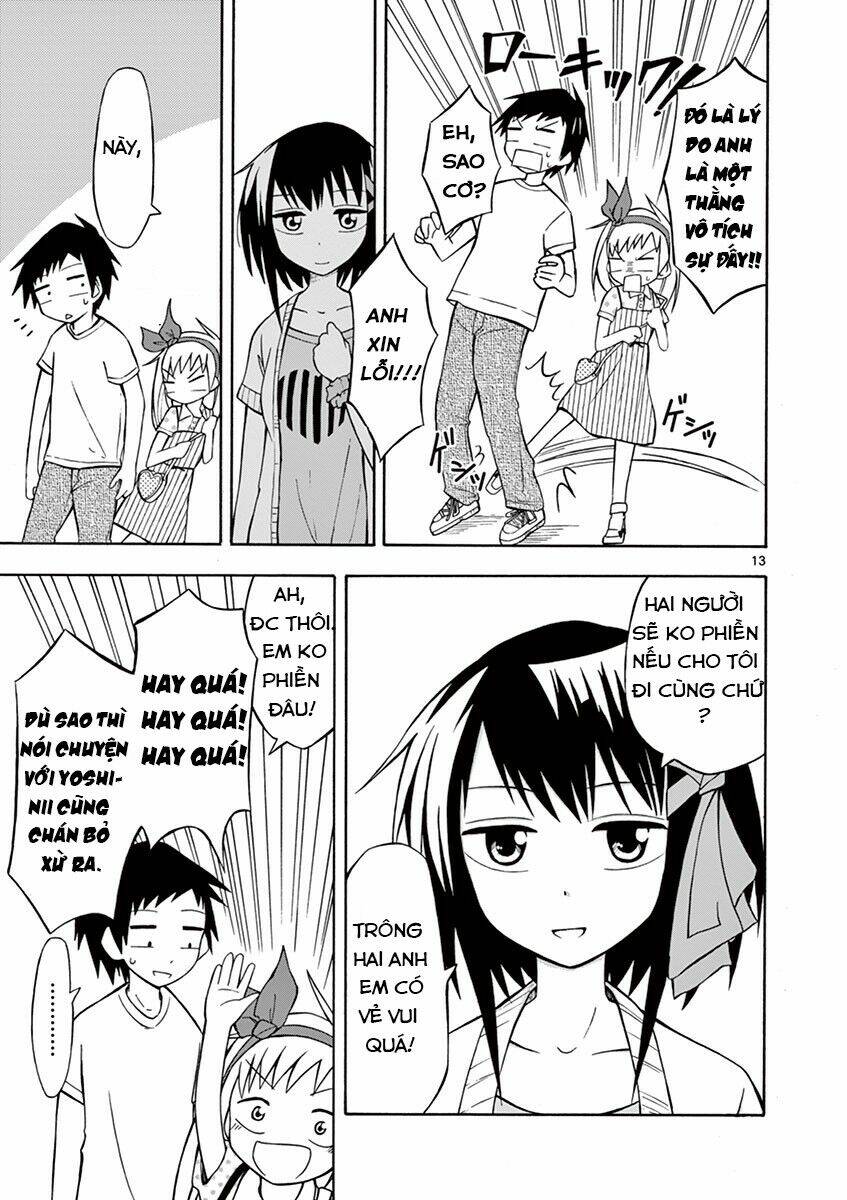 ローキック!
ĐÓ LÀ LÝ
DO ANH
LÀ MỘT
THẰNG
VÔ TÍCH
SỰ ĐẤY!!
EH,
SAO
CƠ?
ANH
XIN
LỖI!!!
ゲシッ
ゲシッ
NÀY,
13
HAI NGƯỜI
SẼ KO PHIỀN
NẾU CHO TÔI
ĐI CÙNG CHỨ
?
TRÔNG
HAI ANH
EM CÓ
VẺ VUI
QUÁ!
AH,
ĐC THÔI.
EM KO
PHIỀN
ĐÂU!
HAY QUÁ!
HAY QUÁ!
HAY QUÁ!
DÙ SAO THÌ
NÓI CHUYỆN
VỚI YOSHI-
NII CŨNG
CHÁN BỎ
XỪ RA.
.........